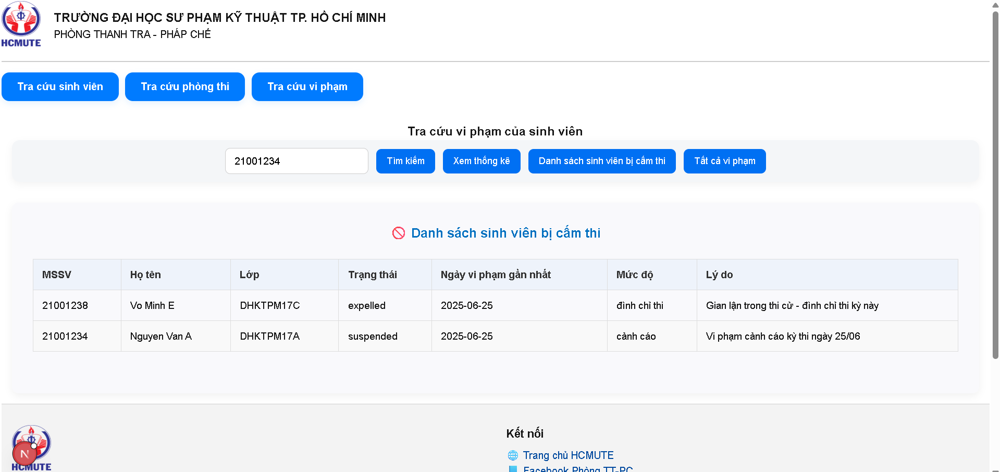 HCMUTE
TRƯỜNG ĐẠI HỌC SƯ PHẠM KỸ THUẬT TP. HỒ CHÍ MINH
PHÒNG THANH TRA - PHÁP CHẾ
Tra cứu sinh viên Tra cứu phòng thi Tra cứu vi phạm
Tra cứu vi phạm của sinh viên
21001234 Tìm kiếm Xem thống kê Danh sách sinh viên bị cấm thi Tất cả vi phạm
Danh sách sinh viên bị cấm thi
MSSV Họ tên Lớp Trạng thái Ngày vi phạm gần nhất Mức độ Lý do
21001238 Vo Minh E DHKTPM17C expelled 2025-06-25 đình chỉ thi Gian lận trong thi cử - đình chỉ thi kỳ này
21001234 Nguyen Van A DHKTPM17A suspended 2025-06-25 cảnh cáo Vi phạm cảnh cáo kỳ thi ngày 25/06
N
HCMUTE
Kết nối
Trang chủ HCMUTE
Facebook Phòng TT-PC